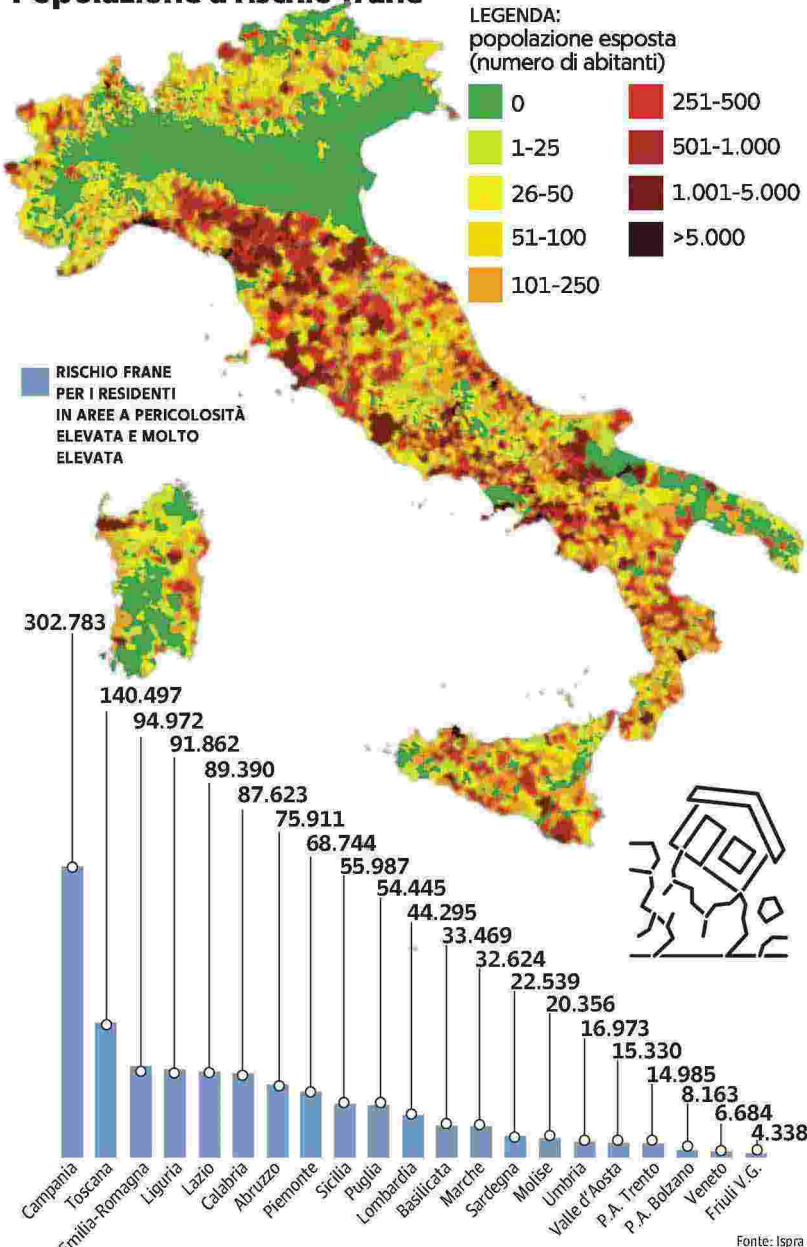 Popolazione a rischio frane
LEGENDA:
popolazione esposta
(numero di abitanti)
0
1-25
26-50
51-100
101-250
251-500
501-1.000
1.001-5.000
>5.000
RISCHIO FRANE
PER I RESIDENTI
IN AREE A PERICOLOSITÀ
ELEVATA E MOLTO
ELEVATA
302.783
140.497
94.972
91.862
89.390
87.623
75.911
68.744
55.987
54.445
44.295
33.469
32.624
22.539
20.356
16.973
15.330
14.985
8.163
6.684
4.338
Campania
Toscana
Emilia-Romagna
Liguria
Lazio
Calabria
Abruzzo
Piemonte
Sicilia
Puglia
Lombardia
Basilicata
Marche
Sardegna
Molise
Umbria
Valle d'Aosta
P.A. Trento
P.A. Bolzano
Veneto
Friuli V.G.
Fonte: Ispra